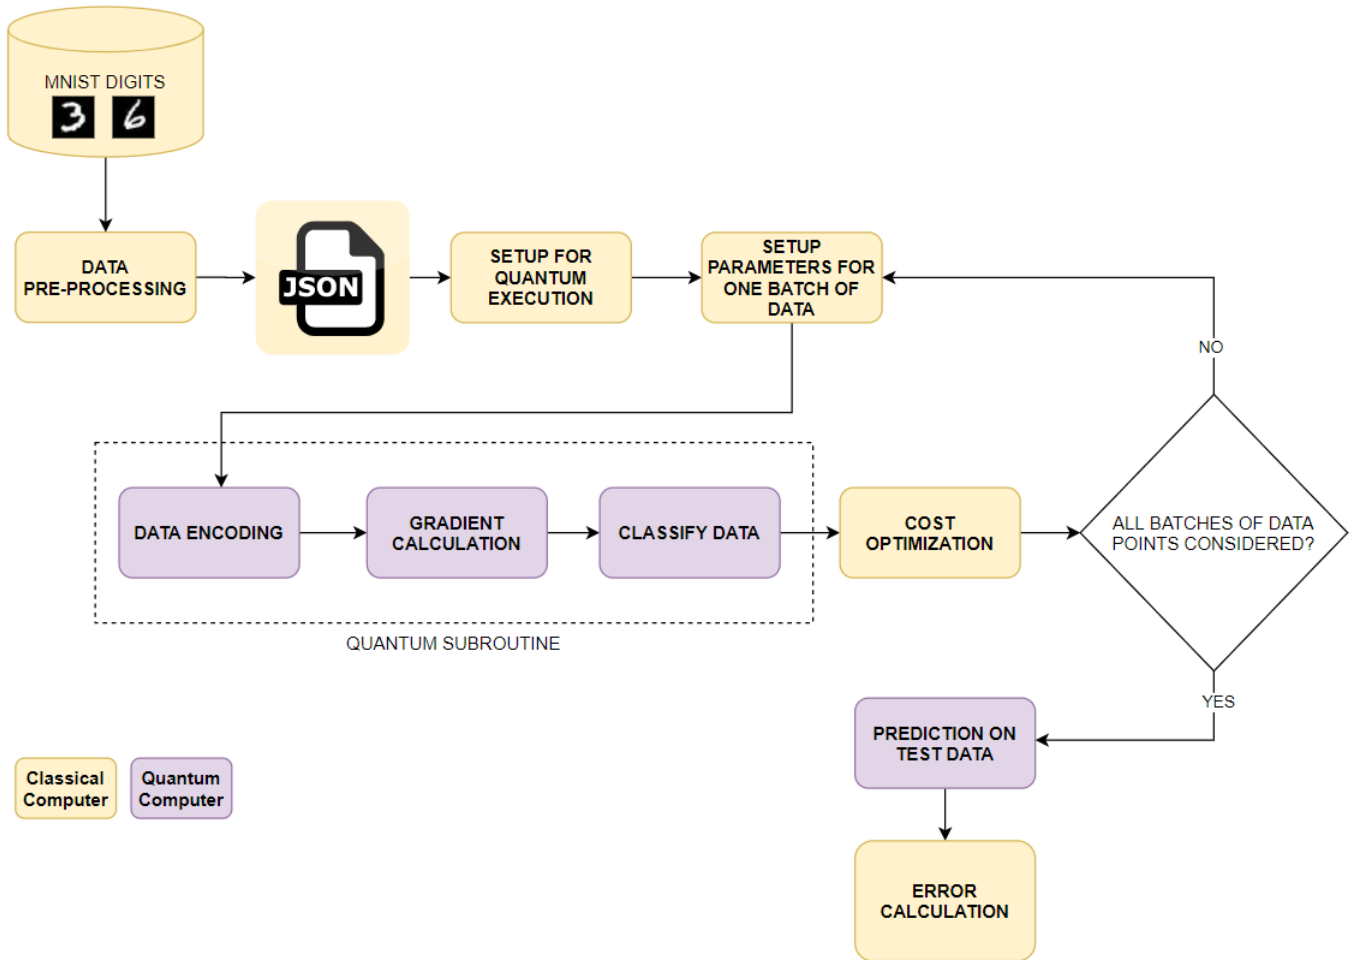 MNIST DIGITS
3 6
DATA
PRE-PROCESSING
JSON
SETUP FOR
QUANTUM
EXECUTION
SETUP
PARAMETERS FOR
ONE BATCH OF
DATA
NO
DATA ENCODING
GRADIENT
CALCULATION
CLASSIFY DATA
COST
OPTIMIZATION
ALL BATCHES OF DATA
POINTS CONSIDERED?
QUANTUM SUBROUTINE
YES
PREDICTION ON
TEST DATA
Classical
Computer
Quantum
Computer
ERROR
CALCULATION